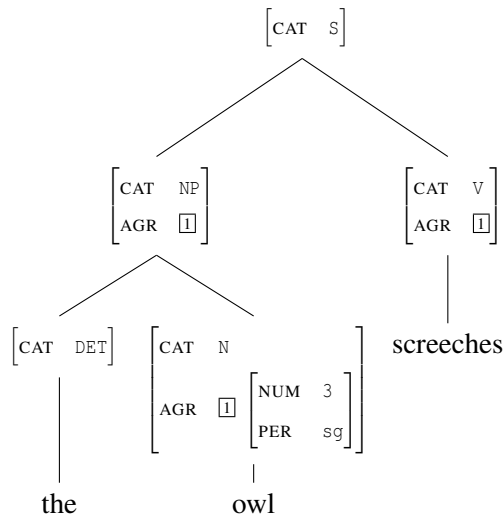 CAT S
CAT NP CAT V
AGR 1 AGR 1
CAT DET CAT N screeches
AGR 1 NUM 3
PER sg
the owl